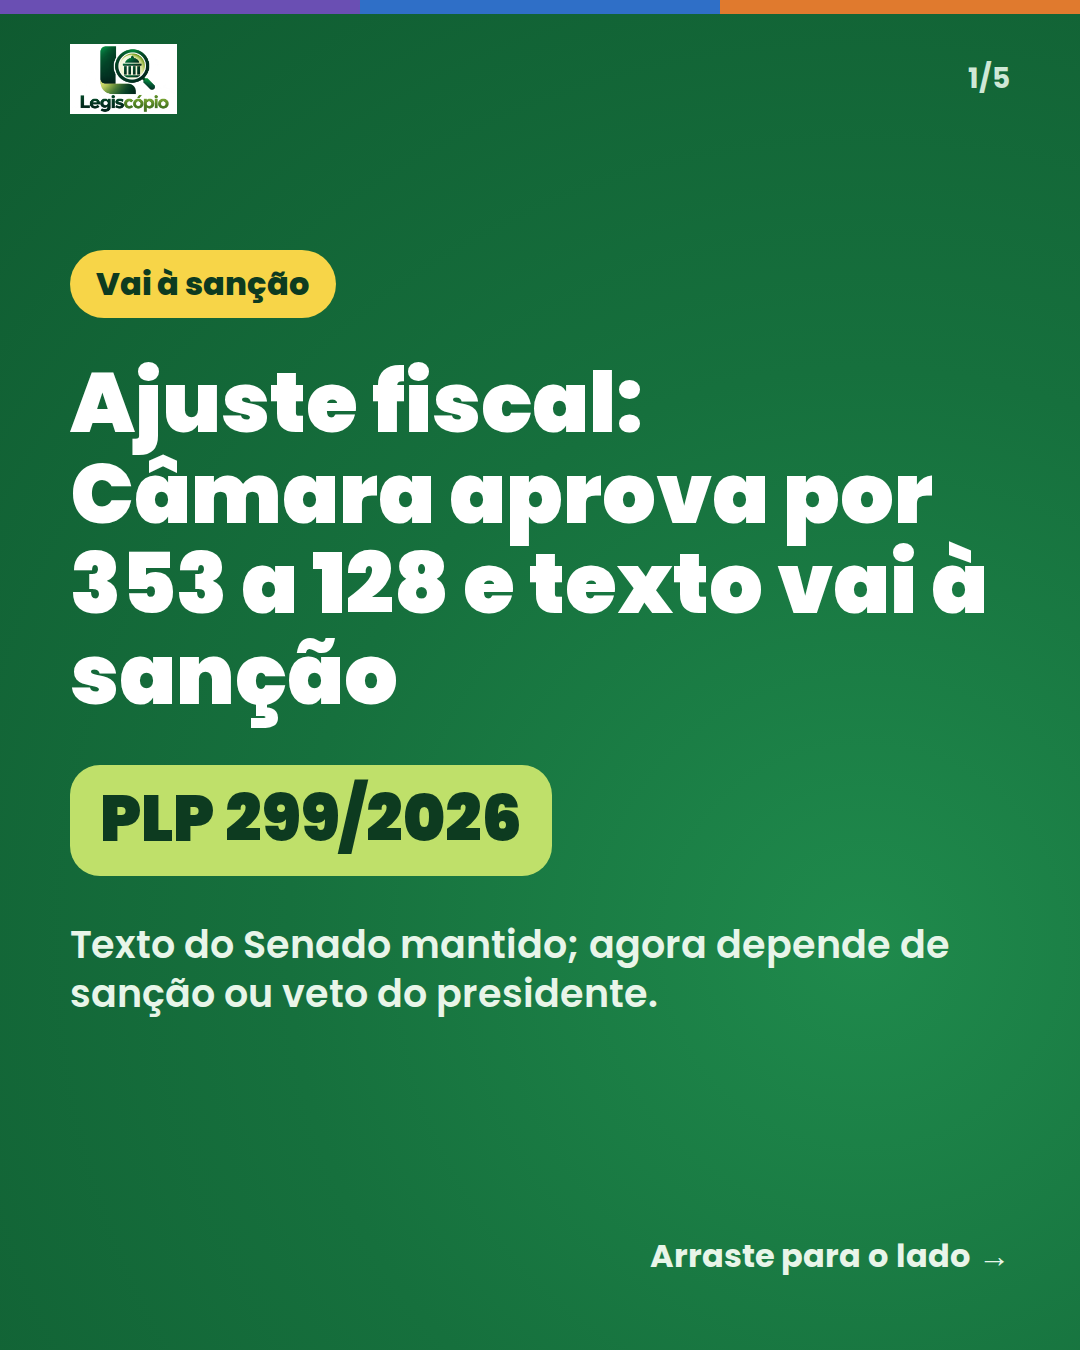 Legiscópio
1/5
Vai à sanção
Ajuste fiscal:
Câmara aprova por
353 a 128 e texto vai à
sanção
PLP 299/2026
Texto do Senado mantido; agora depende de
sanção ou veto do presidente.
Arraste para o lado →